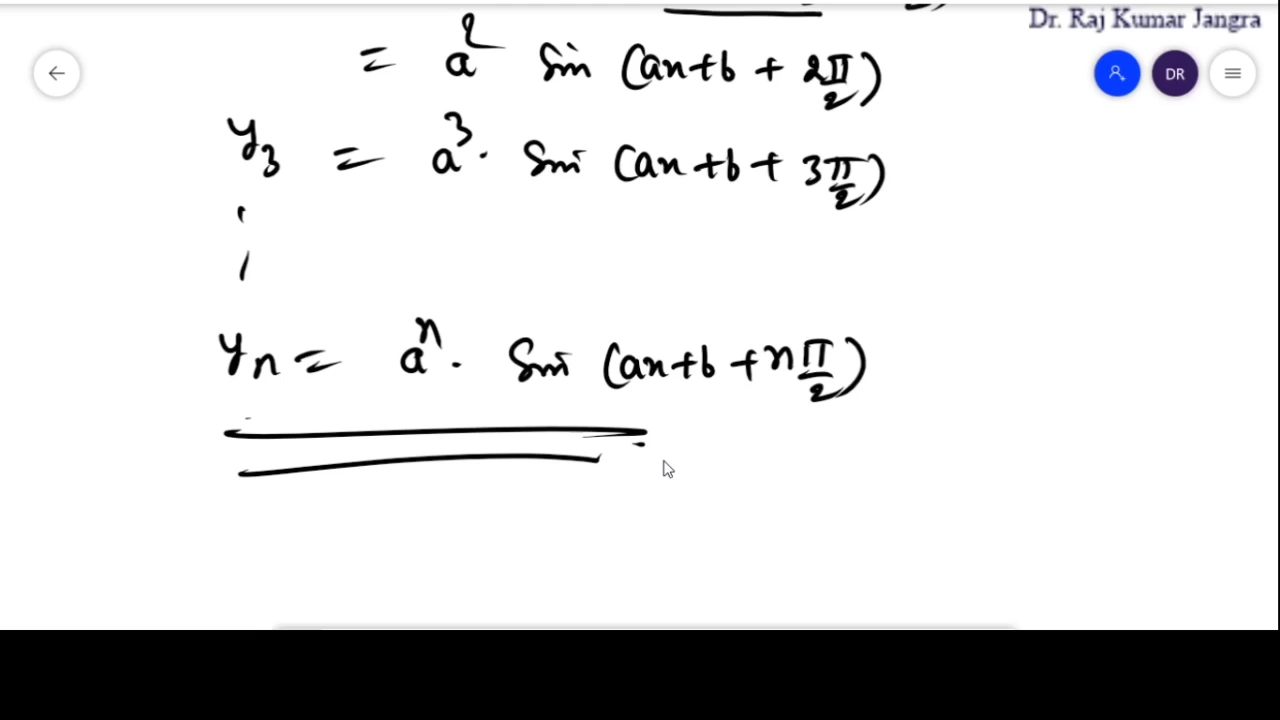 Dr. Raj Kumar Jangra
= a² Sin (ax+b + 2π/2)
DR
y₃ = a³. Sin (ax+b + 3π/2)
yₙ = aⁿ. Sin (ax+b + nπ/2)